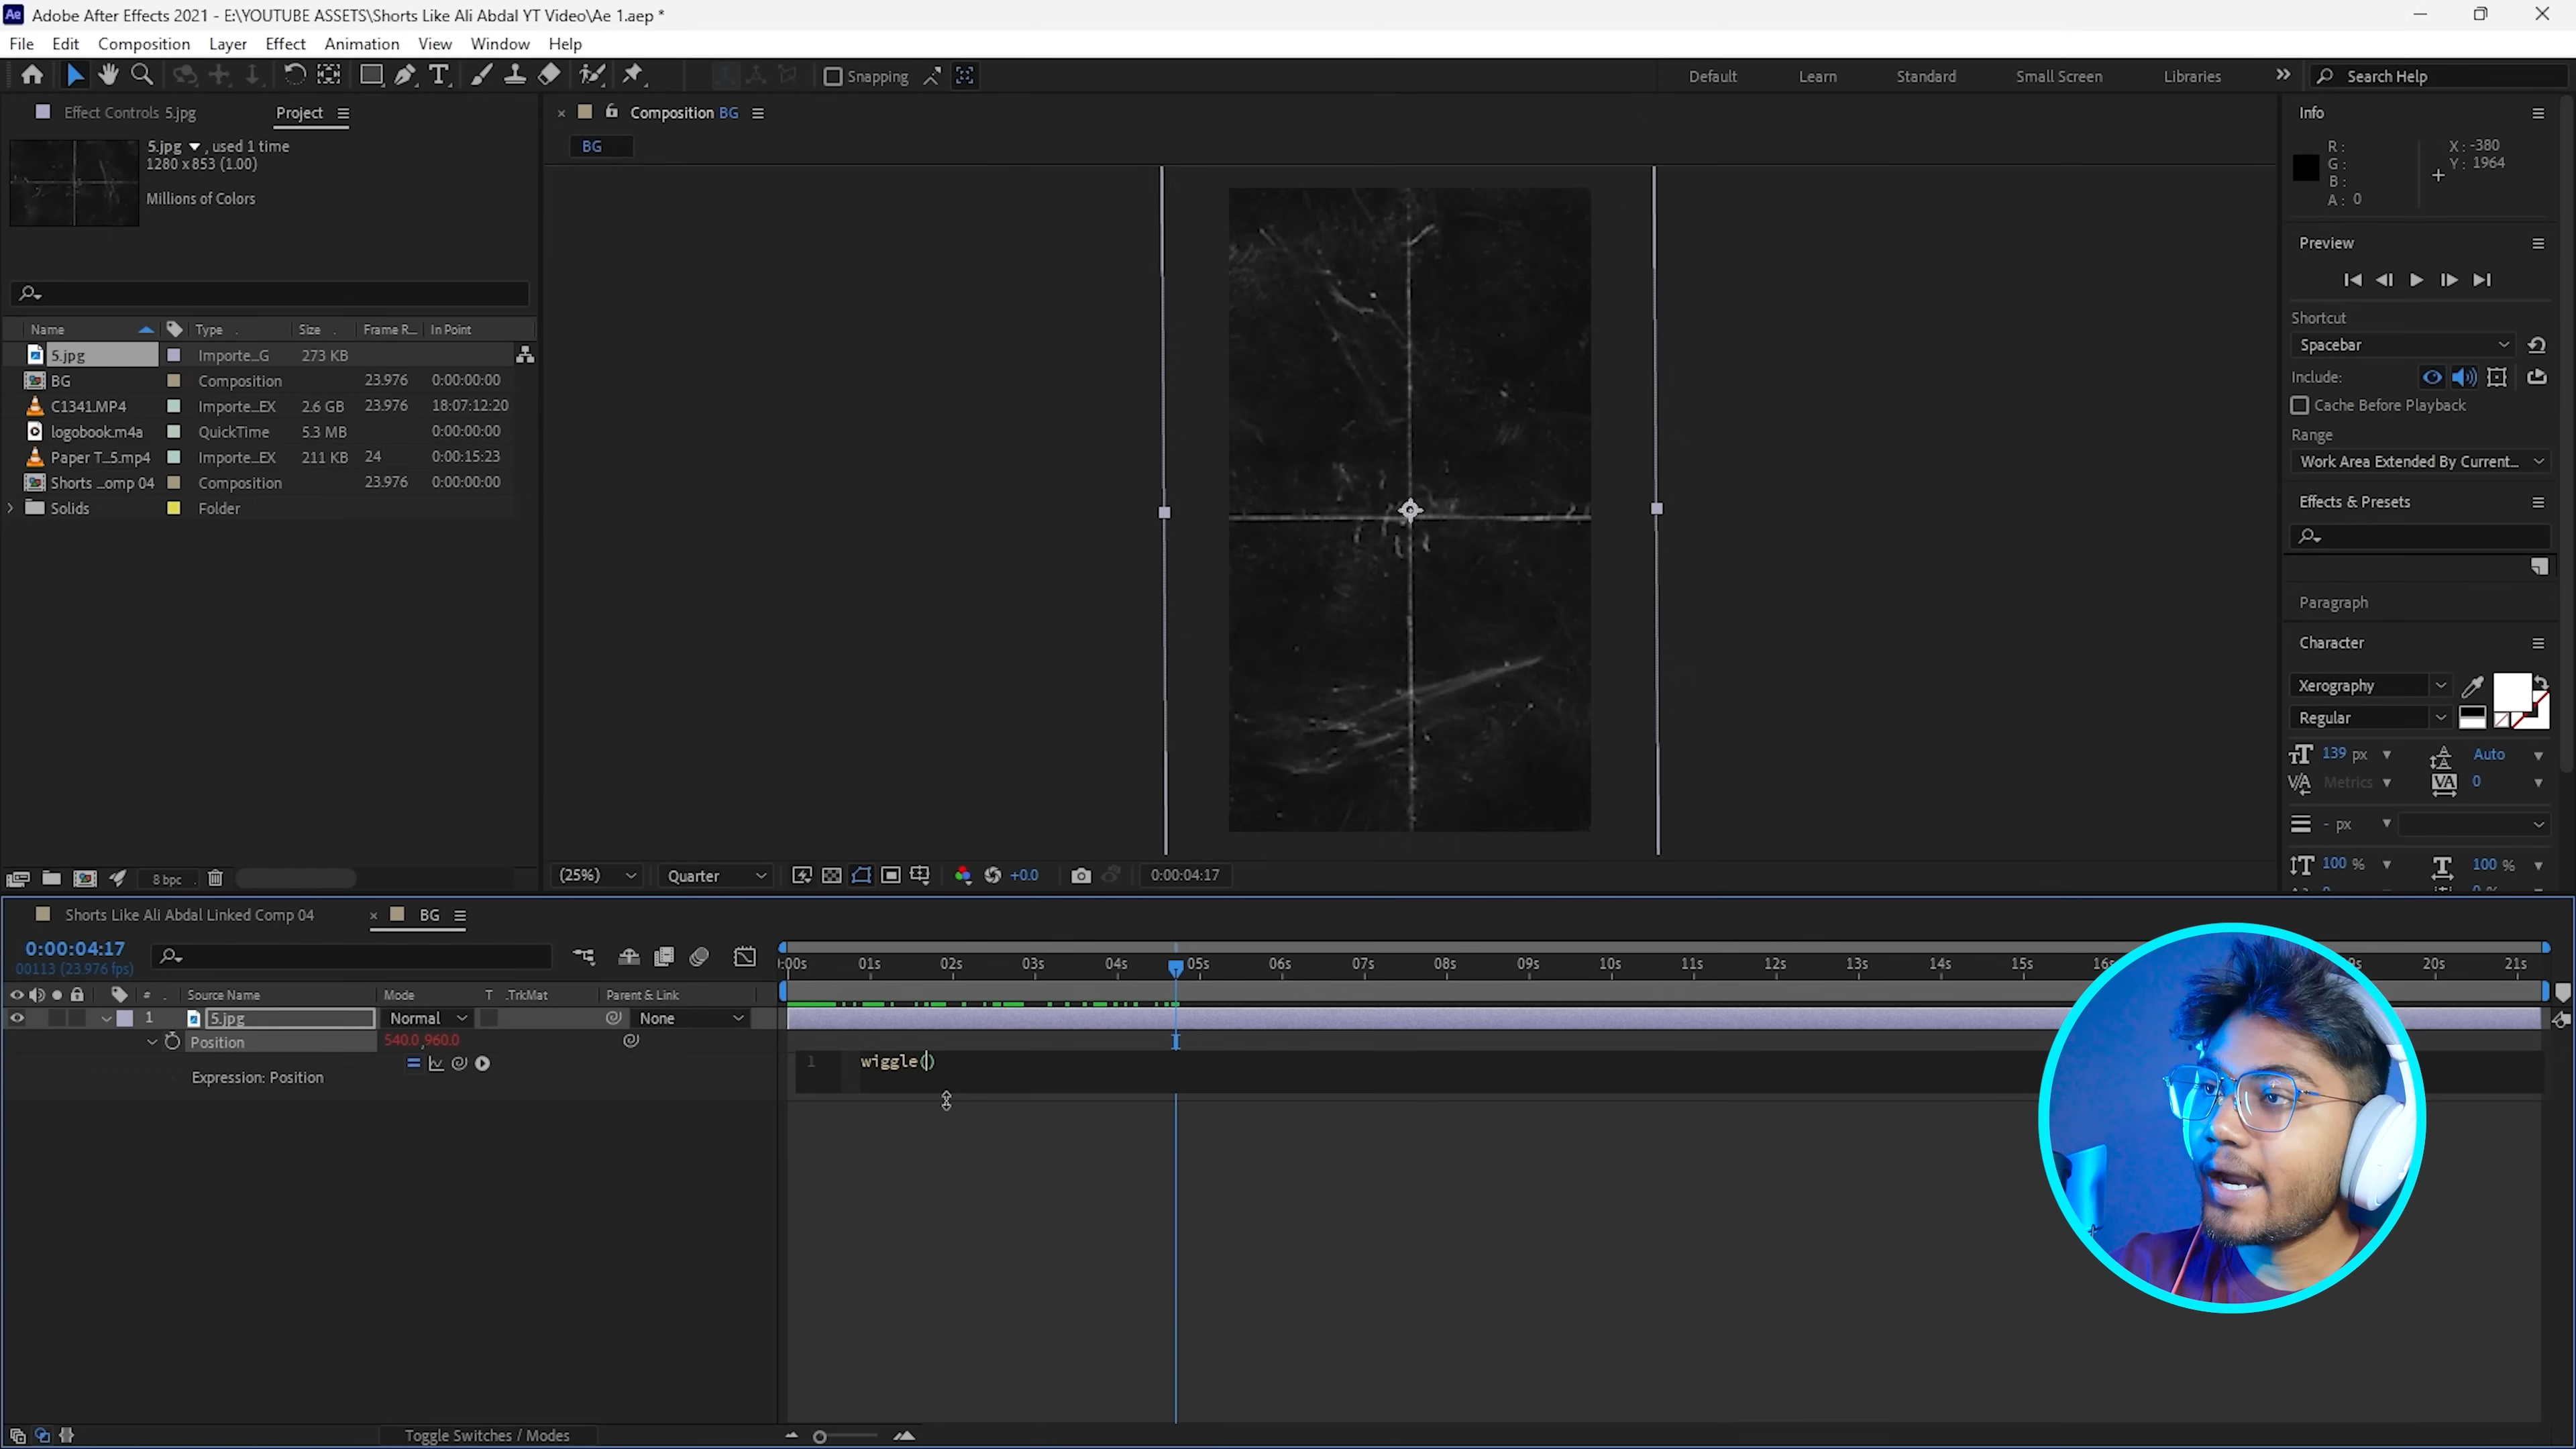 Adobe After Effects 2021 - E:\YOUTUBE ASSETS\Shorts Like Ali Abdal YT Video\Ae 1.aep *
File Edit Composition Layer Effect Animation View Window Help
Snapping
Default Learn Standard Small Screen Libraries Search Help
Effect Controls 5.jpg Project
5.jpg , used 1 time
1280 x 853 (1.00)
Millions of Colors
Name Type Size Frame R... In Point
5.jpg Importe_G 273 KB
BG Composition 23.976 0:00:00:00
C1341.MP4 Importe_EX 2.6 GB 23.976 18:07:12:20
logobook.m4a QuickTime 5.3 MB 0:00:00:00
Paper T_5.mp4 Importe_EX 211 KB 24 0:00:15:23
Shorts _omp 04 Composition 23.976 0:00:00:00
Solids Folder
8 bpc
Composition BG
BG
(25%) Quarter +0.0 0:00:04:17
Info
R : X : -380
G : Y : 1964
B :
A : 0
Preview
Shortcut
Spacebar
Include:
Cache Before Playback
Range
Work Area Extended By Current...
Effects & Presets
Paragraph
Character
Xerography
Regular
139 px Auto
Metrics 0
- px
100 % 100 %
Shorts Like Ali Abdal Linked Comp 04 BG
0:00:04:17
00113 (23.976 fps)
:00s 01s 02s 03s 04s 05s 06s 07s 08s 09s 10s 11s 12s 13s 14s 15s 16s 20s 21s
# Source Name Mode T .TrkMat Parent & Link
1 5.jpg Normal None
Position 540.0,960.0
1 wiggle()
Expression: Position
Toggle Switches / Modes